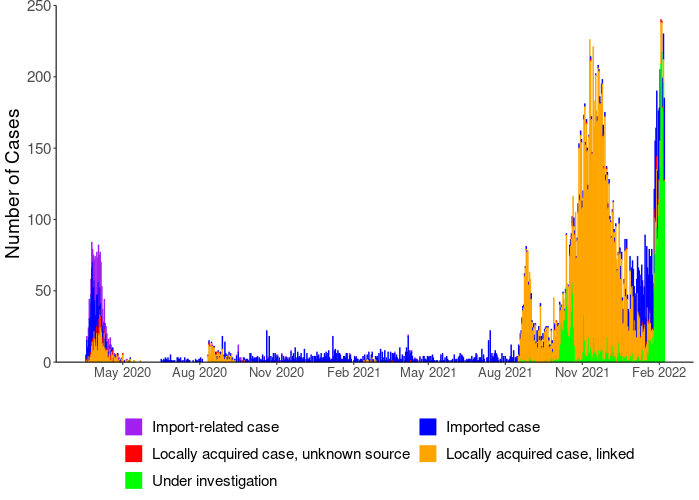 250
200
150
100
50
0
Number of Cases
May 2020 Aug 2020 Nov 2020 Feb 2021 May 2021 Aug 2021 Nov 2021 Feb 2022
Import-related case Imported case
Locally acquired case, unknown source Locally acquired case, linked
Under investigation